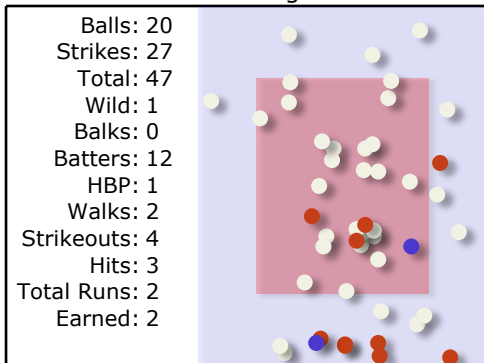 Balls: 20
Strikes: 27
Total: 47
Wild: 1
Balks: 0
Batters: 12
HBP: 1
Walks: 2
Strikeouts: 4
Hits: 3
Total Runs: 2
Earned: 2